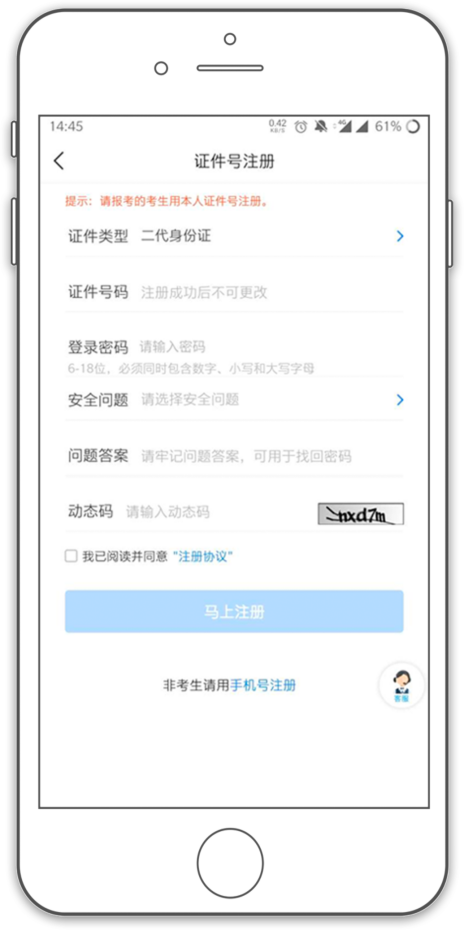 14:45 0.42 KB/S 4G 61%
证件号注册
提示：请报考的考生用本人证件号注册。
证件类型 二代身份证
证件号码 注册成功后不可更改
登录密码 请输入密码
6-18位，必须同时包含数字、小写和大写字母
安全问题 请选择安全问题
问题答案 请牢记问题答案，可用于找回密码
动态码 请输入动态码 nxd7m
我已阅读并同意 "注册协议"
马上注册
非考生请用手机号注册
客服